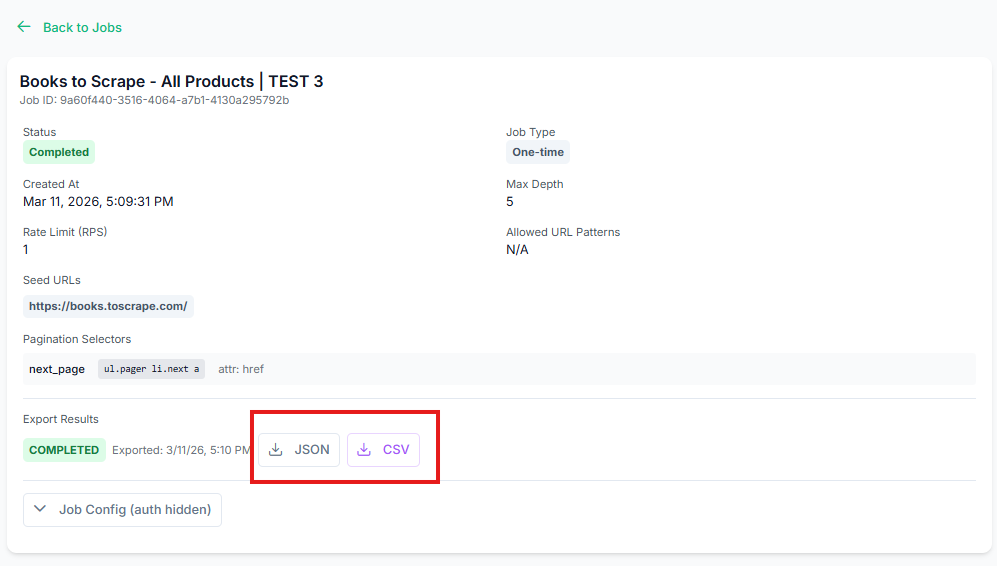 Back to Jobs
Books to Scrape - All Products | TEST 3
Job ID: 9a60f440-3516-4064-a7b1-4130a295792b
Status
Completed
Job Type
One-time
Created At
Mar 11, 2026, 5:09:31 PM
Max Depth
5
Rate Limit (RPS)
1
Allowed URL Patterns
N/A
Seed URLs
https://books.toscrape.com/
Pagination Selectors
next_page ul.pager li.next a attr: href
Export Results
COMPLETED Exported: 3/11/26, 5:10 PM JSON CSV
Job Config (auth hidden)